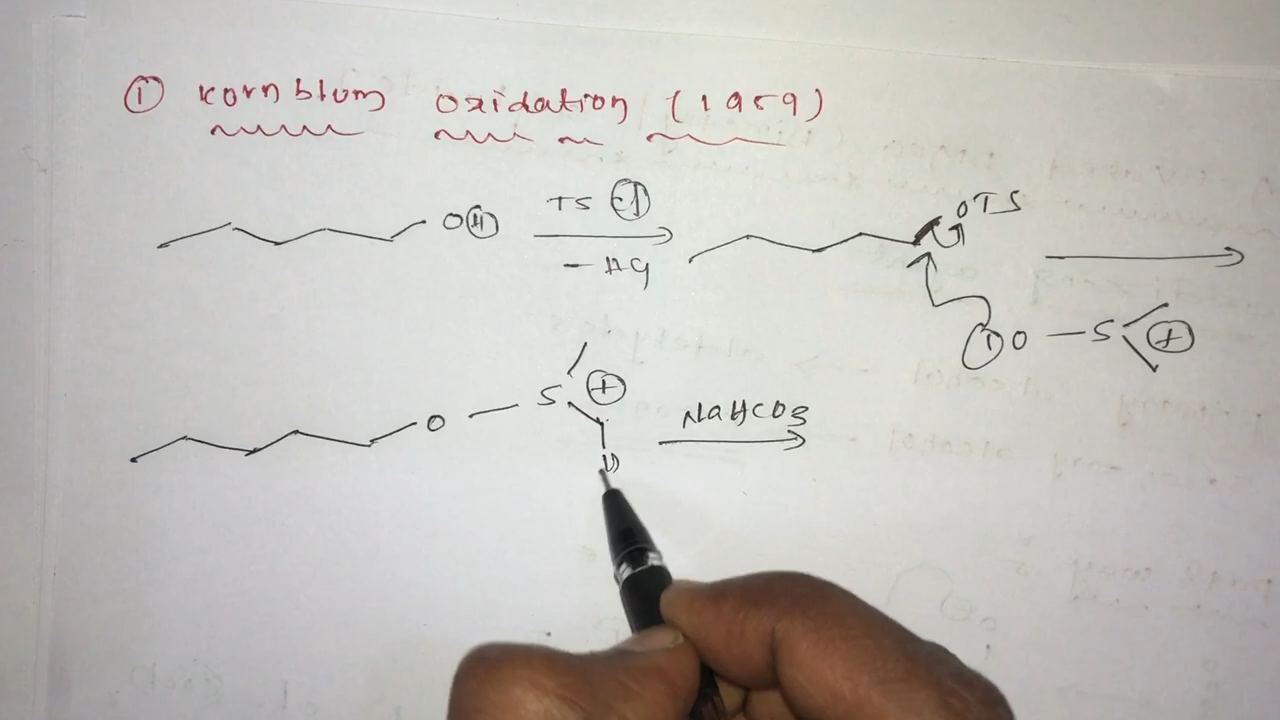 ① Kornblum oxidation (1959)
OH
TS Cl
- HCl
OTS
⊖O — S ⊕
O — S ⊕
H
NaHCO3